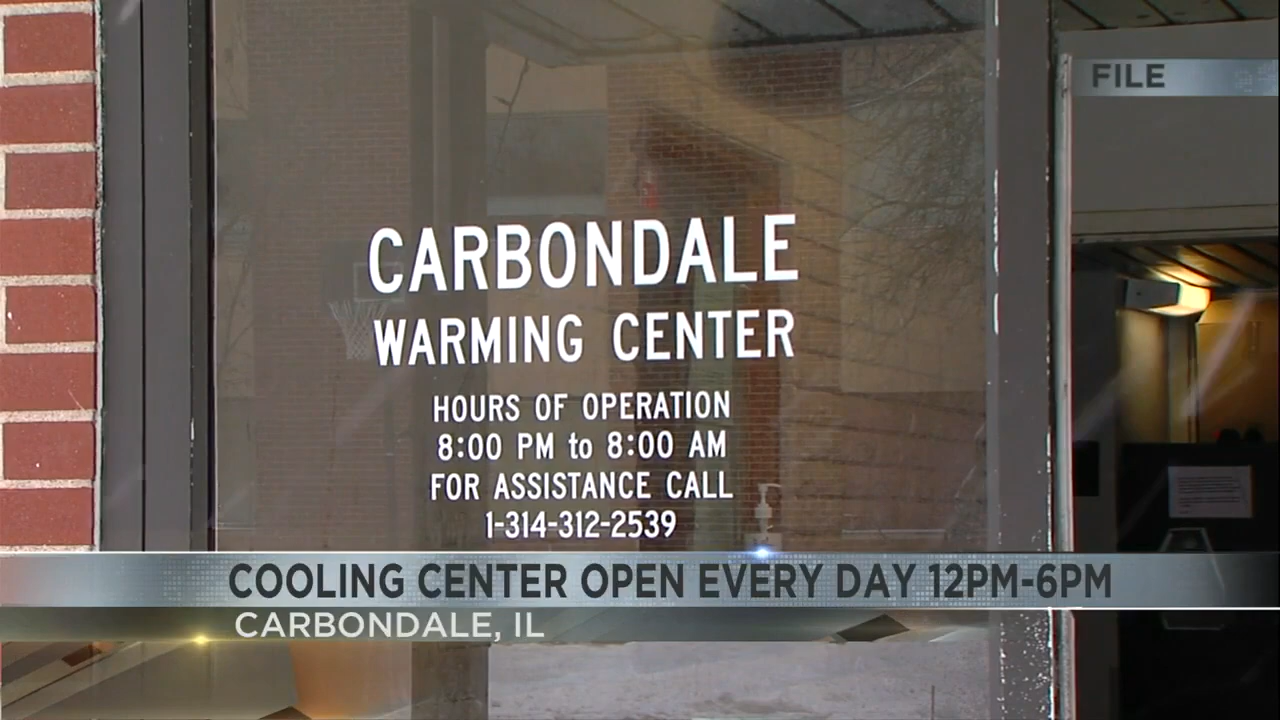 FILE
CARBONDALE
WARMING CENTER
HOURS OF OPERATION
8:00 PM to 8:00 AM
FOR ASSISTANCE CALL
1-314-312-2539
COOLING CENTER OPEN EVERY DAY 12PM-6PM
CARBONDALE, IL